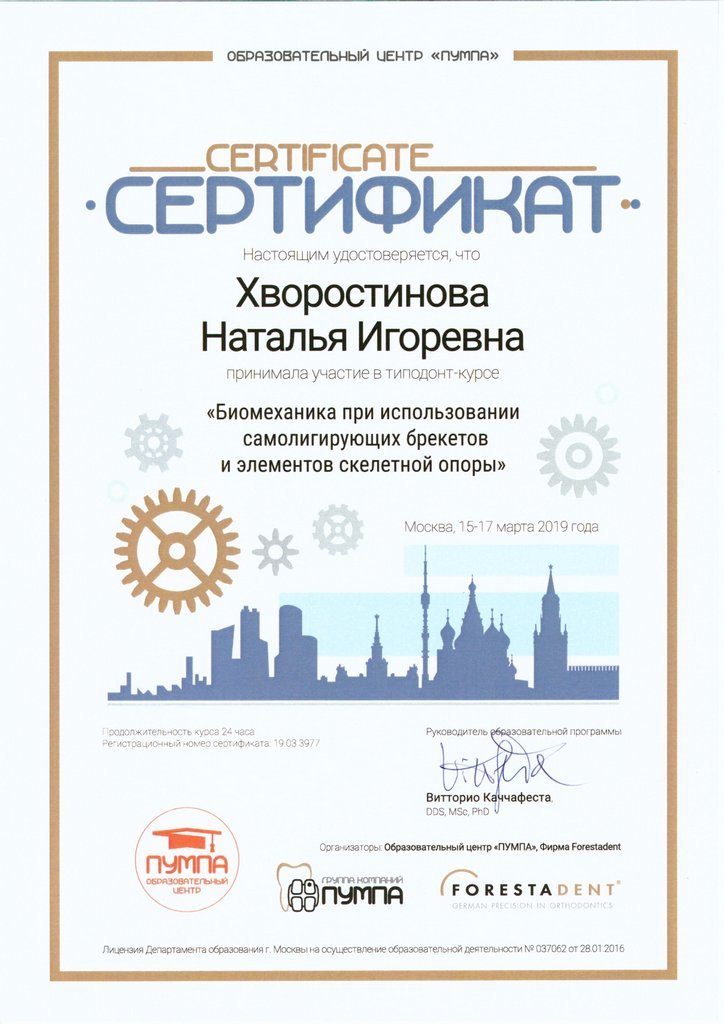 ОБРАЗОВАТЕЛЬНЫЙ ЦЕНТР «ПУМПА»
CERTIFICATE
СЕРТИФИКАТ
Настоящим удостоверяется, что
Хворостинова
Наталья Игоревна
принимала участие в типодонт-курсе
«Биомеханика при использовании
самолигирующих брекетов
и элементов скелетной опоры»
Москва, 15-17 марта 2019 года
Продолжительность курса 24 часа
Регистрационный номер сертификата: 19.03.3977
Руководитель образовательной программы
Витторио Каччафеста,
DDS, MSc, PhD
Организаторы: Образовательный центр «ПУМПА», Фирма Forestadent
ПУМПА
ОБРАЗОВАТЕЛЬНЫЙ
ЦЕНТР
ГРУППА КОМПАНИЙ
ПУМПА
FORESTADENT®
GERMAN PRECISION IN ORTHODONTICS
Лицензия Департамента образования г. Москвы на осуществление образовательной деятельности № 037062 от 28.01.2016